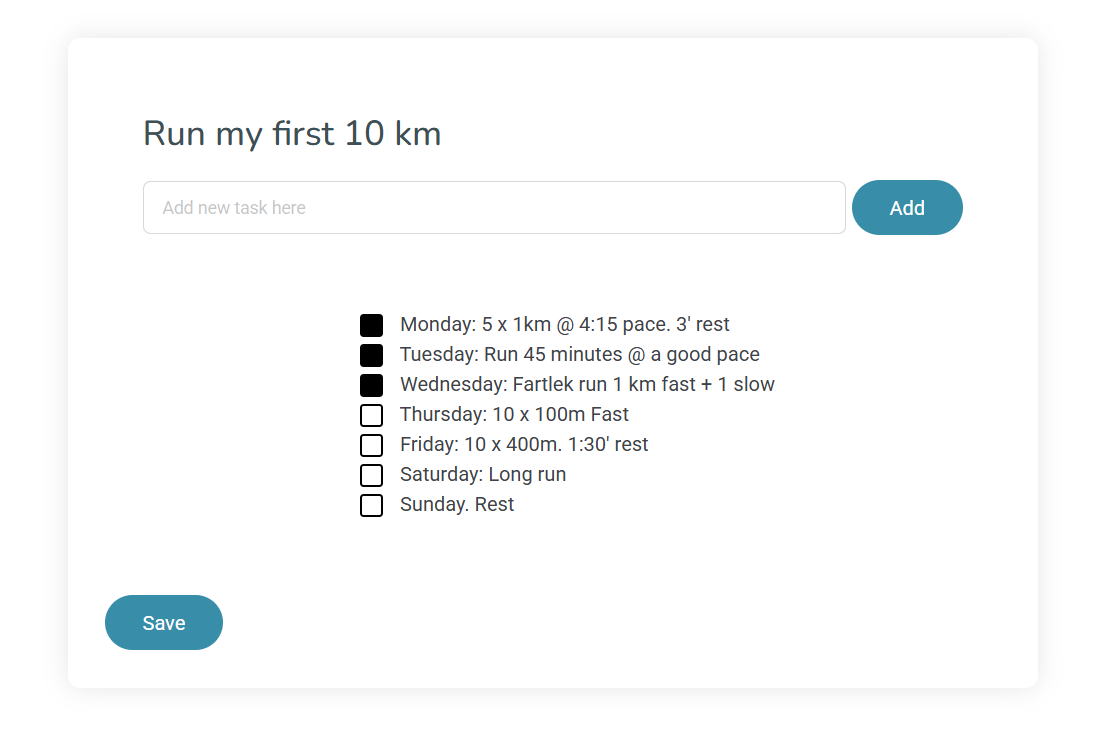 Run my first 10 km
Add new task here
Add
Monday: 5 x 1km @ 4:15 pace. 3' rest
Tuesday: Run 45 minutes @ a good pace
Wednesday: Fartlek run 1 km fast + 1 slow
Thursday: 10 x 100m Fast
Friday: 10 x 400m. 1:30' rest
Saturday: Long run
Sunday. Rest
Save